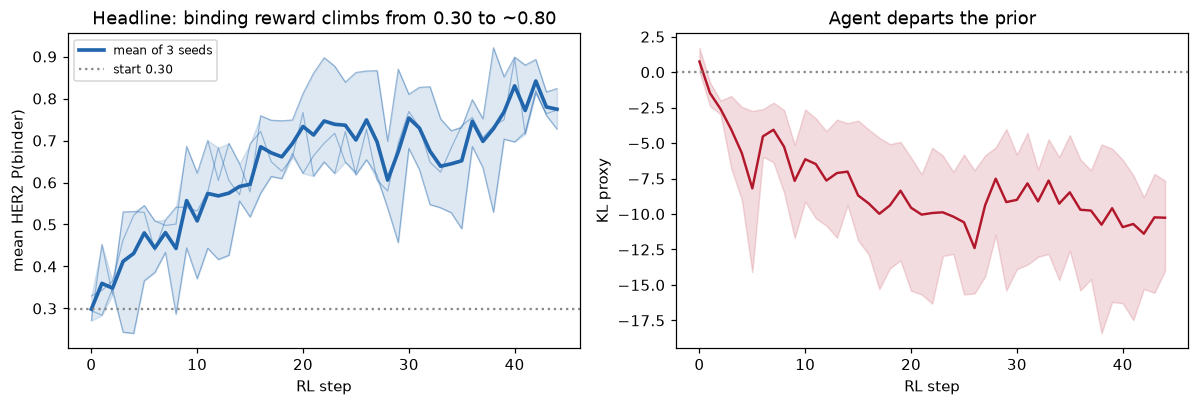 Headline: binding reward climbs from 0.30 to ~0.80
mean of 3 seeds
start 0.30
0.9
0.8
0.7
0.6
0.5
0.4
0.3
mean HER2 P(binder)
0 10 20 30 40
RL step
Agent departs the prior
2.5
0.0
−2.5
−5.0
−7.5
−10.0
−12.5
−15.0
−17.5
KL proxy
0 10 20 30 40
RL step